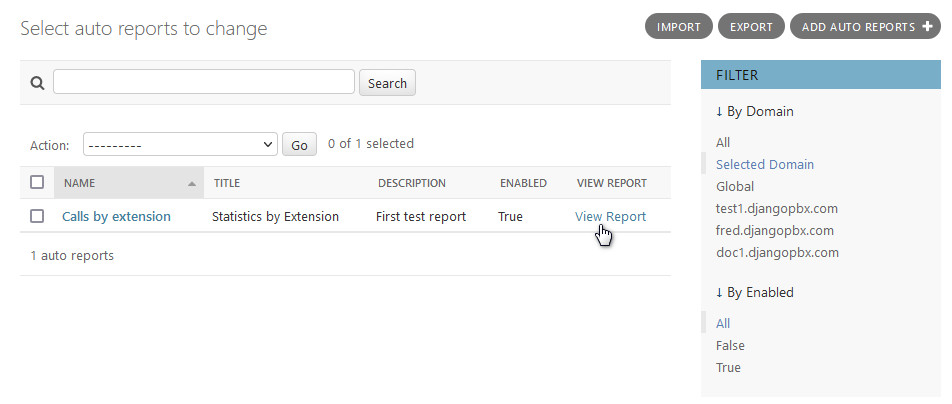 Select auto reports to change
IMPORT
EXPORT
ADD AUTO REPORTS +
Search
Action: --------- Go 0 of 1 selected
NAME TITLE DESCRIPTION ENABLED VIEW REPORT
Calls by extension Statistics by Extension First test report True View Report
1 auto reports
FILTER
↓ By Domain
All
Selected Domain
Global
test1.djangopbx.com
fred.djangopbx.com
doc1.djangopbx.com
↓ By Enabled
All
False
True